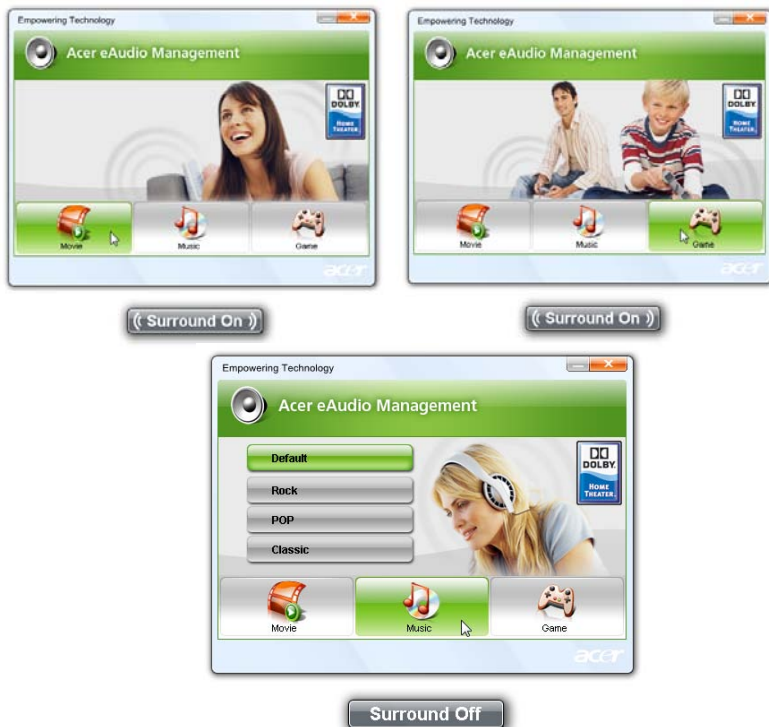 Empowering Technology
Acer eAudio Management
DOLBY
HOME
THEATER
Movie
Music
Game
acer
(( Surround On ))
Empowering Technology
Acer eAudio Management
DOLBY
HOME
THEATER
Movie
Music
Game
acer
(( Surround On ))
Empowering Technology
Acer eAudio Management
Default
Rock
POP
Classic
DOLBY
HOME
THEATER
Movie
Music
Game
acer
Surround Off